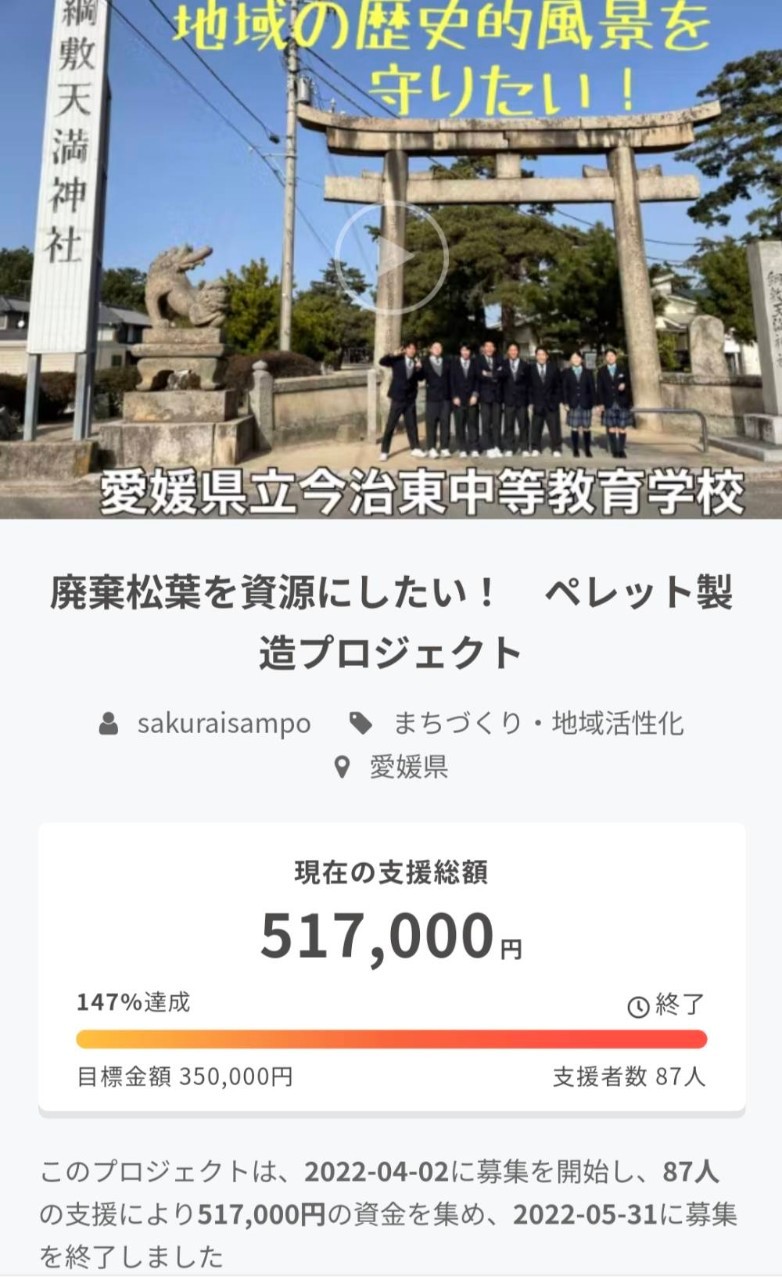 地域の歴史的風景を
守りたい！
綱敷天満神社
愛媛県立今治東中等教育学校
廃棄松葉を資源にしたい！　ペレット製
造プロジェクト
sakuraisampo まちづくり・地域活性化
愛媛県
現在の支援総額
517,000円
147%達成 終了
目標金額 350,000円 支援者数 87人
このプロジェクトは、2022-04-02に募集を開始し、87人
の支援により517,000円の資金を集め、2022-05-31に募集
を終了しました